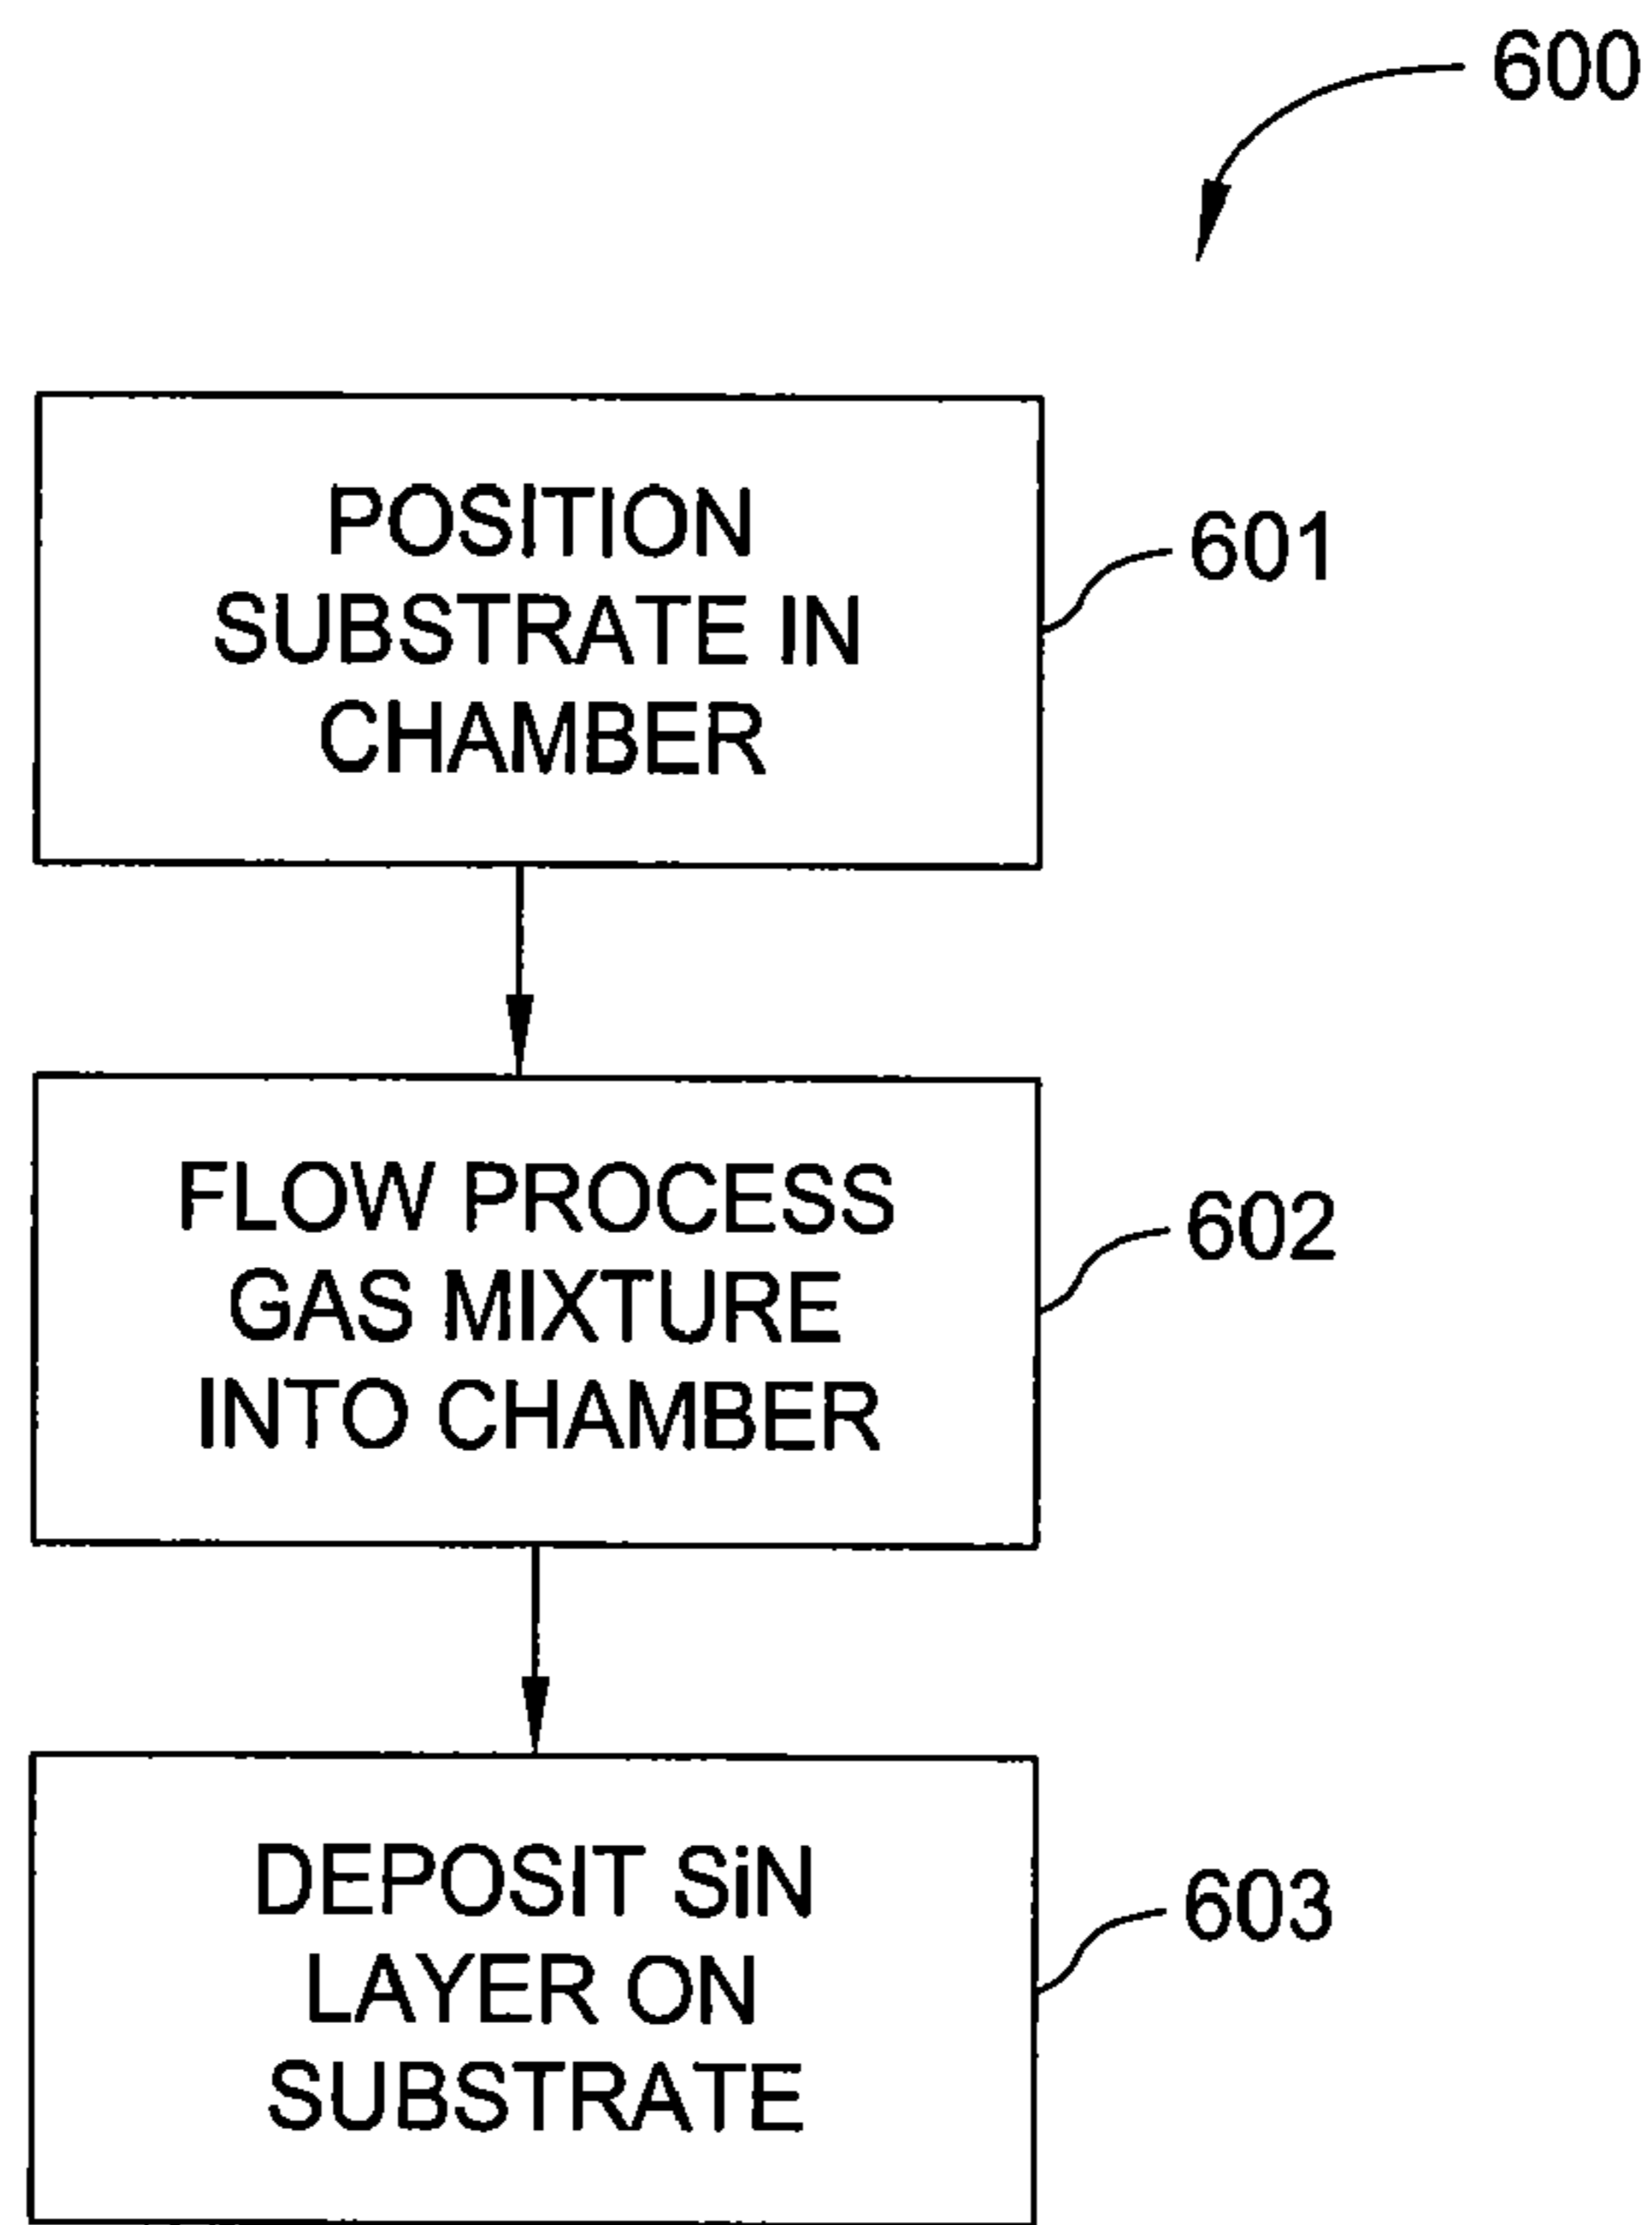 600
POSITION
SUBSTRATE IN
CHAMBER
601
FLOW PROCESS
GAS MIXTURE
INTO CHAMBER
602
DEPOSIT SiN
LAYER ON
SUBSTRATE
603